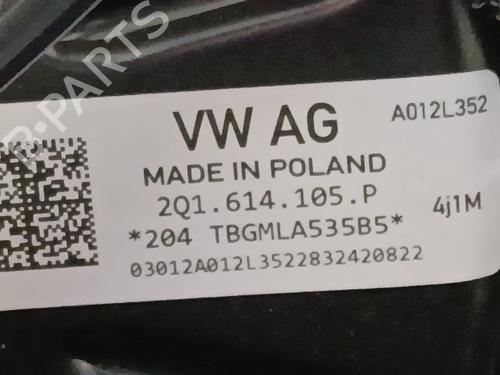 B-PARTS
VW AG
A012L352
MADE IN POLAND
2Q1.614.105.P
4j1M
*204 TBGMLA535B5*
03012A012L3522832420822